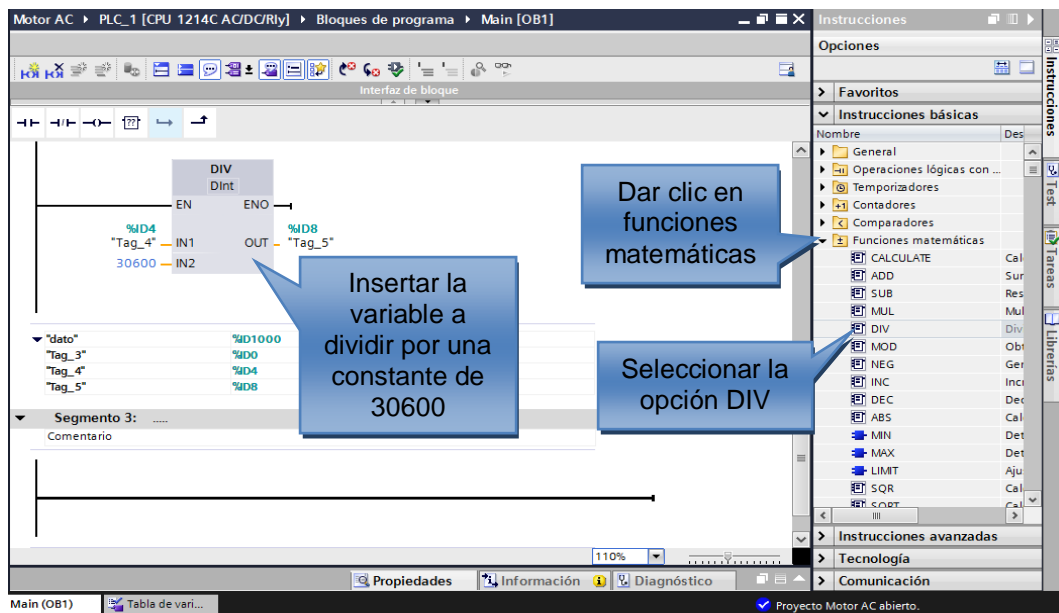 Motor AC ▸ PLC_1 [CPU 1214C AC/DC/Rly] ▸ Bloques de programa ▸ Main [OB1]
Interfaz de bloque
DIV
DInt
EN ENO
%ID4 %ID8
"Tag_4" IN1 OUT "Tag_5"
30600 IN2
Insertar la
variable a
dividir por una
constante de
30600
"dato" %ID1000
"Tag_3" %ID0
"Tag_4" %ID4
"Tag_5" %ID8
Segmento 3: .....
Comentario
110%
Propiedades Información Diagnóstico
Main (OB1) Tabla de vari...
Proyecto Motor AC abierto.
Dar clic en
funciones
matemáticas
Seleccionar la
opción DIV
Instrucciones
Opciones
Favoritos
Instrucciones básicas
Nombre Des
General
Operaciones lógicas con ...
Temporizadores
Contadores
Comparadores
Funciones matemáticas
CALCULATE Cal
ADD Sur
SUB Res
MUL Mul
DIV Div
MOD Obt
NEG Ger
INC Incr
DEC Dec
ABS Cal
MIN Det
MAX Det
LIMIT Aju
SQR Cal
SQRT Cal
Instrucciones avanzadas
Tecnología
Comunicación
Instrucciones
Test
Tareas
Librerías